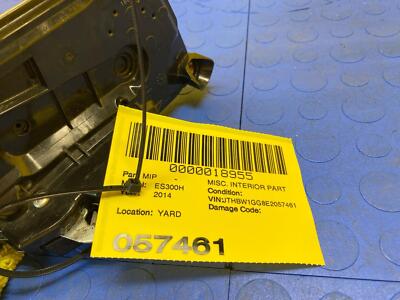 0000018955
Part: MIP - MISC. INTERIOR PART
N: ES300H Condition:
2014 VIN:JTHBW1GG8E2057461
Location: YARD Damage Code:
057461